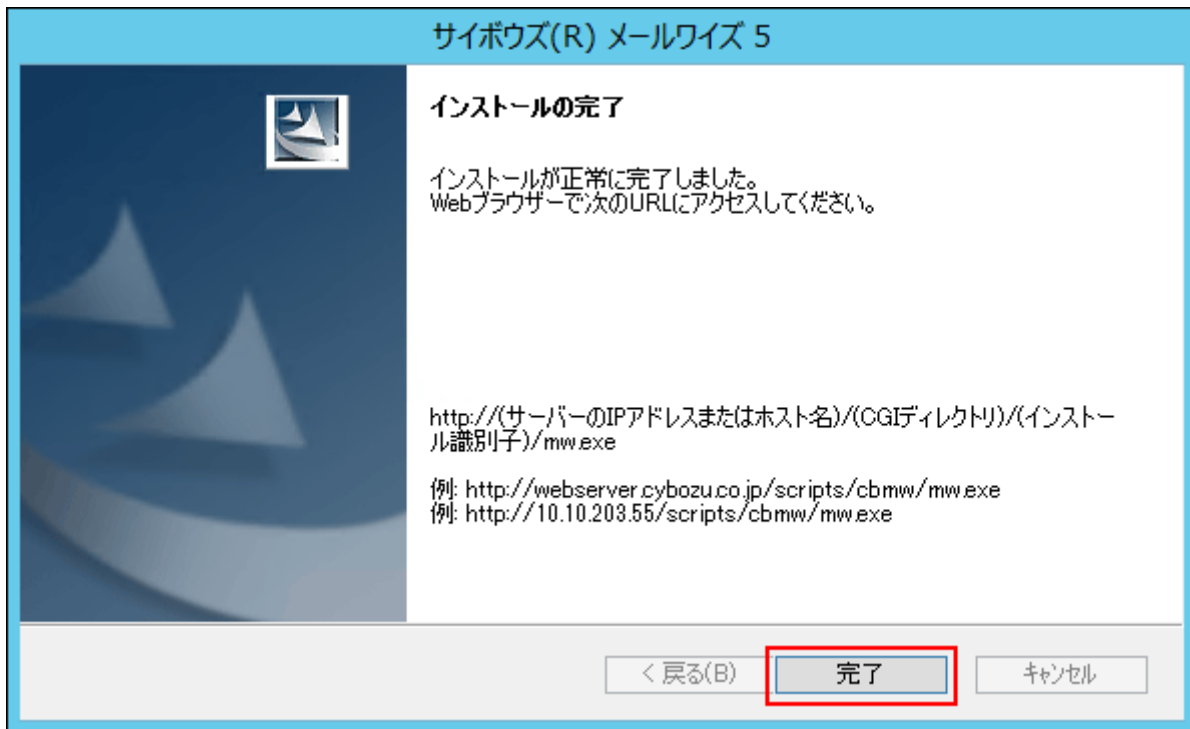 サイボウズ(R) メールワイズ 5
インストールの完了
インストールが正常に完了しました。
Webブラウザーで次のURLにアクセスしてください。
http://(サーバーのIPアドレスまたはホスト名)/(CGIディレクトリ)/(インストー
ル識別子)/mw.exe
例: http://webserver.cybozu.co.jp/scripts/cbmw/mw.exe
例: http://10.10.203.55/scripts/cbmw/mw.exe
< 戻る(B) 完了 キャンセル